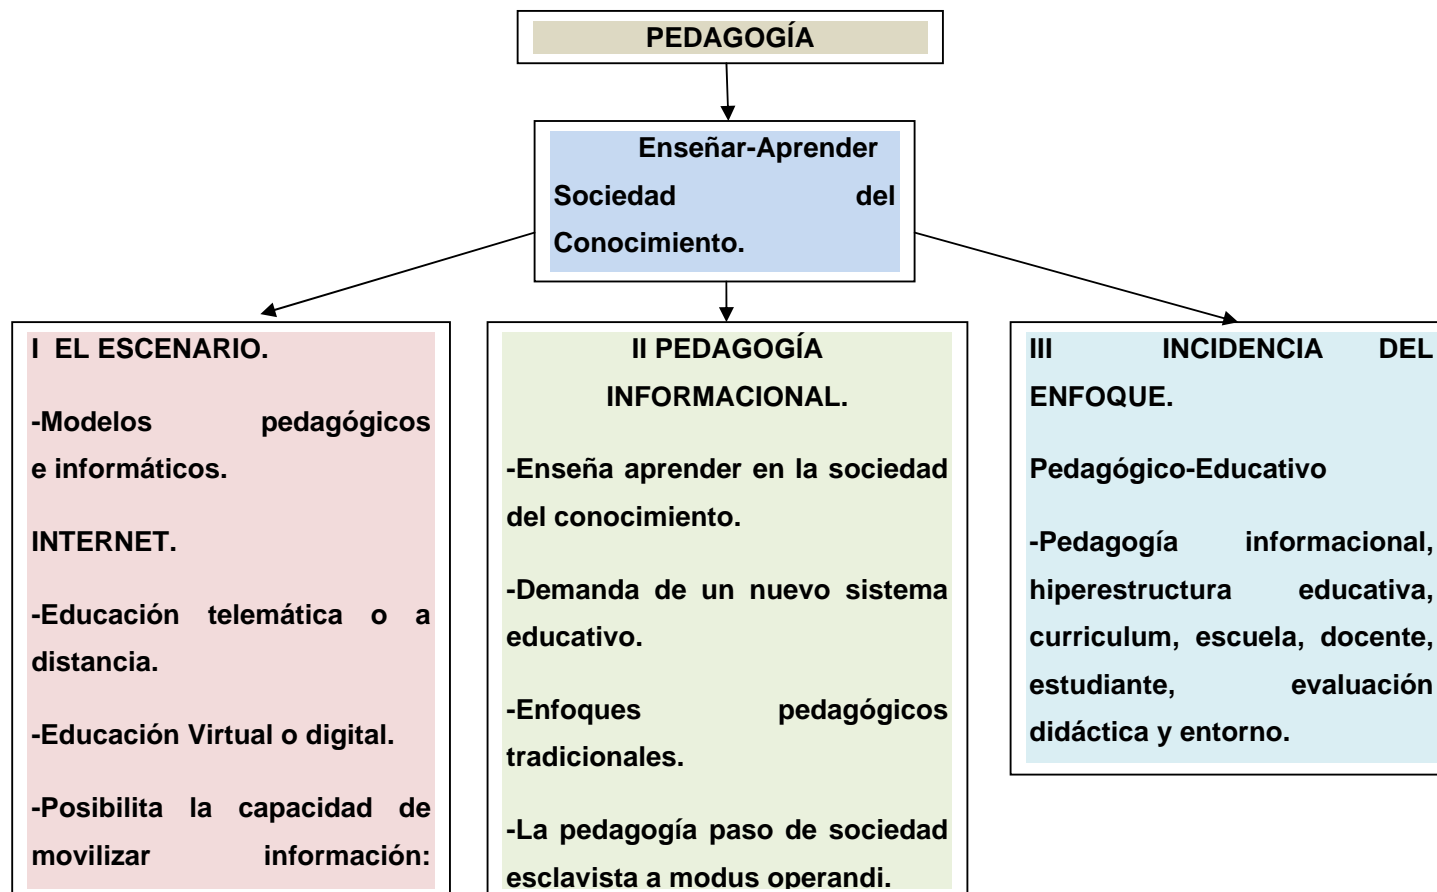 PEDAGOGÍA
Enseñar-Aprender
Sociedad del
Conocimiento.
I EL ESCENARIO.
-Modelos pedagógicos
e informáticos.
INTERNET.
-Educación telemática o a
distancia.
-Educación Virtual o digital.
-Posibilita la capacidad de
movilizar información:
II PEDAGOGÍA
INFORMACIONAL.
-Enseña aprender en la sociedad
del conocimiento.
-Demanda de un nuevo sistema
educativo.
-Enfoques pedagógicos
tradicionales.
-La pedagogía paso de sociedad
esclavista a modus operandi.
III INCIDENCIA DEL
ENFOQUE.
Pedagógico-Educativo
-Pedagogía informacional,
hiperestructura educativa,
curriculum, escuela, docente,
estudiante, evaluación
didáctica y entorno.